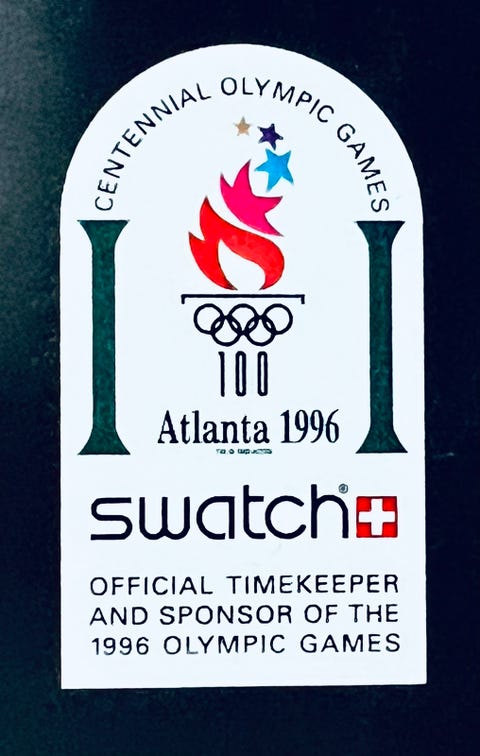 CENTENNIAL OLYMPIC GAMES
100
Atlanta 1996
swatch®
OFFICIAL TIMEKEEPER
AND SPONSOR OF THE
1996 OLYMPIC GAMES